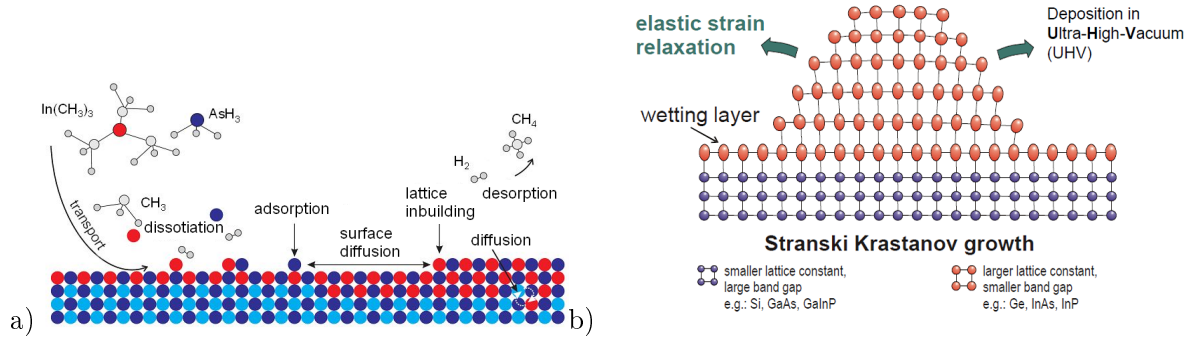 a)
In(CH₃)₃
AsH₃
CH₃
dissotiation
transport
adsorption
surface
diffusion
lattice
inbuilding
H₂
CH₄
desorption
diffusion
b)
elastic strain
relaxation
Deposition in
Ultra-High-Vacuum
(UHV)
wetting layer
Stranski Krastanov growth
smaller lattice constant,
large band gap
e.g.: Si, GaAs, GaInP
larger lattice constant,
smaller band gap
e.g.: Ge, InAs, InP